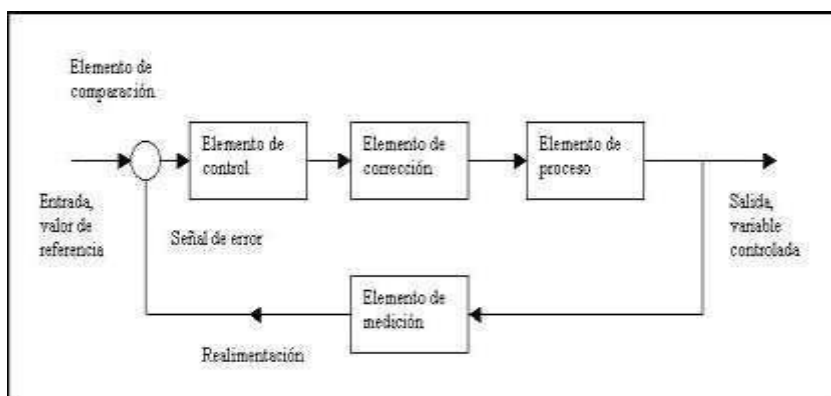 Elemento de
comparación
Elemento de
control
Elemento de
corrección
Elemento de
proceso
Entrada,
valor de
referencia
Señal de error
Salida,
variable
controlada
Elemento de
medición
Realimentación